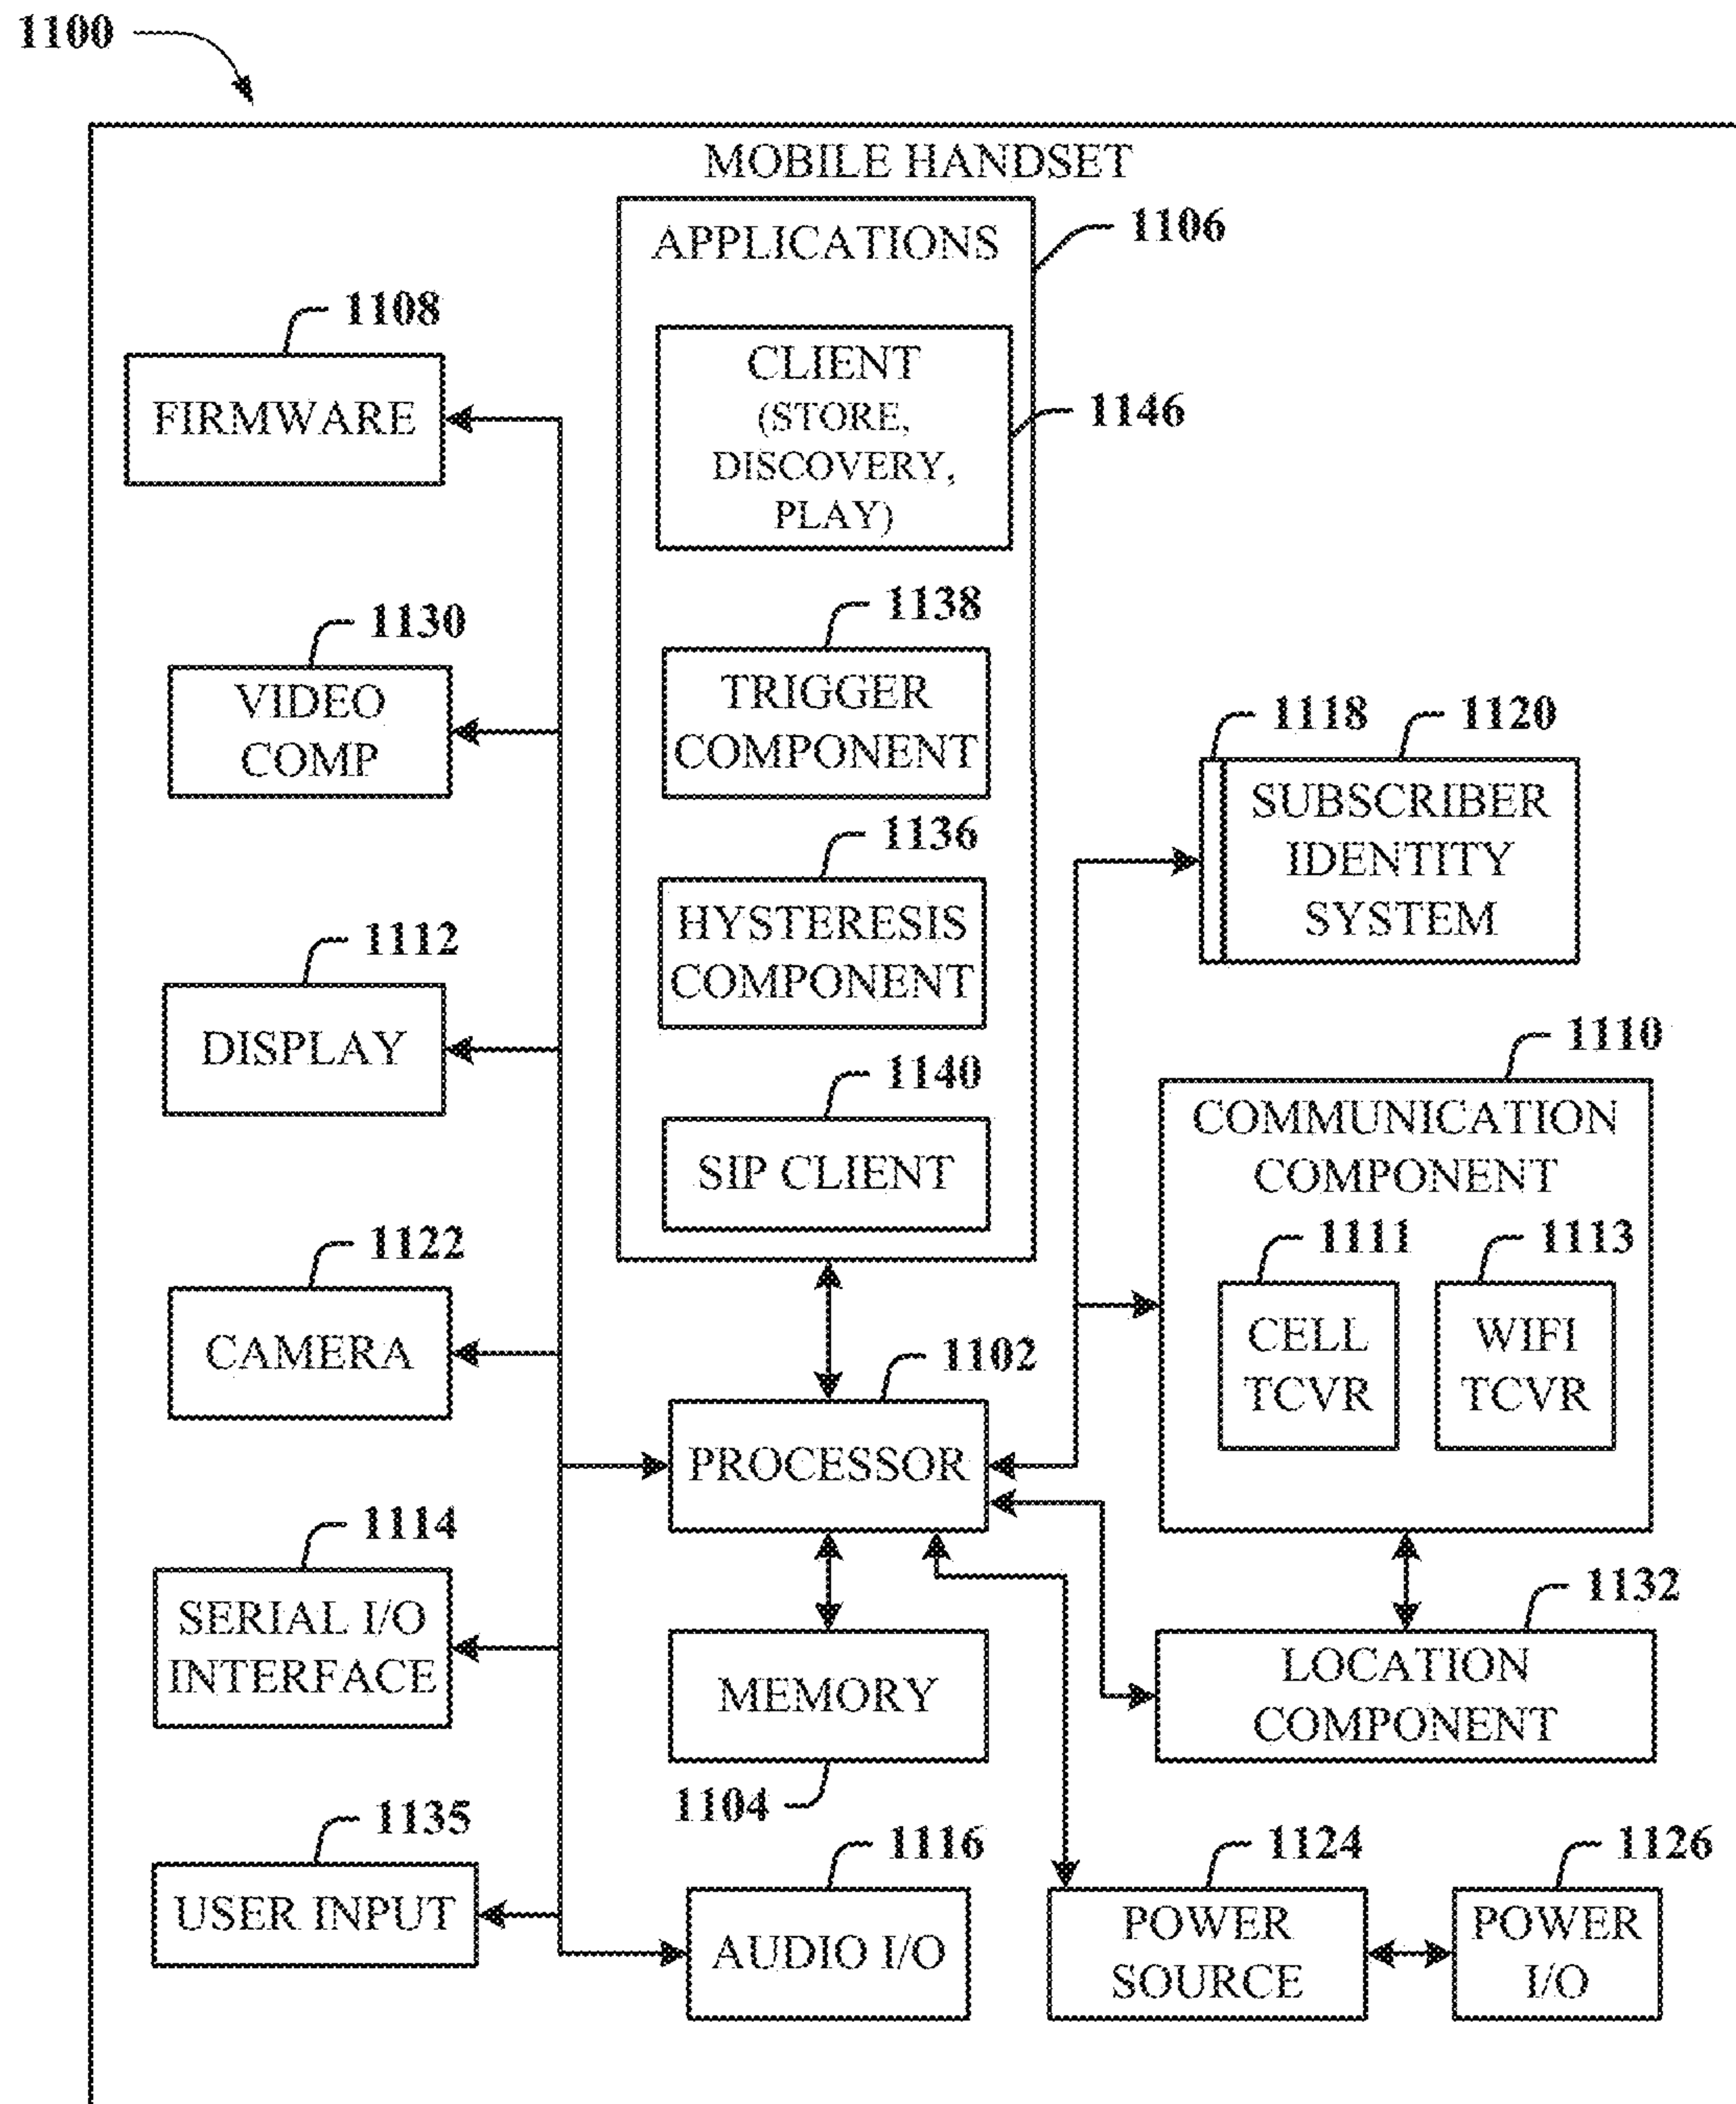 1100
MOBILE HANDSET
APPLICATIONS
1106
CLIENT
(STORE,
DISCOVERY,
PLAY)
1146
1138
TRIGGER
COMPONENT
1136
HYSTERESIS
COMPONENT
1140
SIP CLIENT
1108
FIRMWARE
1130
VIDEO
COMP
1112
DISPLAY
1122
CAMERA
1114
SERIAL I/O
INTERFACE
1135
USER INPUT
1102
PROCESSOR
MEMORY
1104
1116
AUDIO I/O
1118
1120
SUBSCRIBER
IDENTITY
SYSTEM
1110
COMMUNICATION
COMPONENT
1111
CELL
TCVR
1113
WIFI
TCVR
1132
LOCATION
COMPONENT
1124
POWER
SOURCE
1126
POWER
I/O